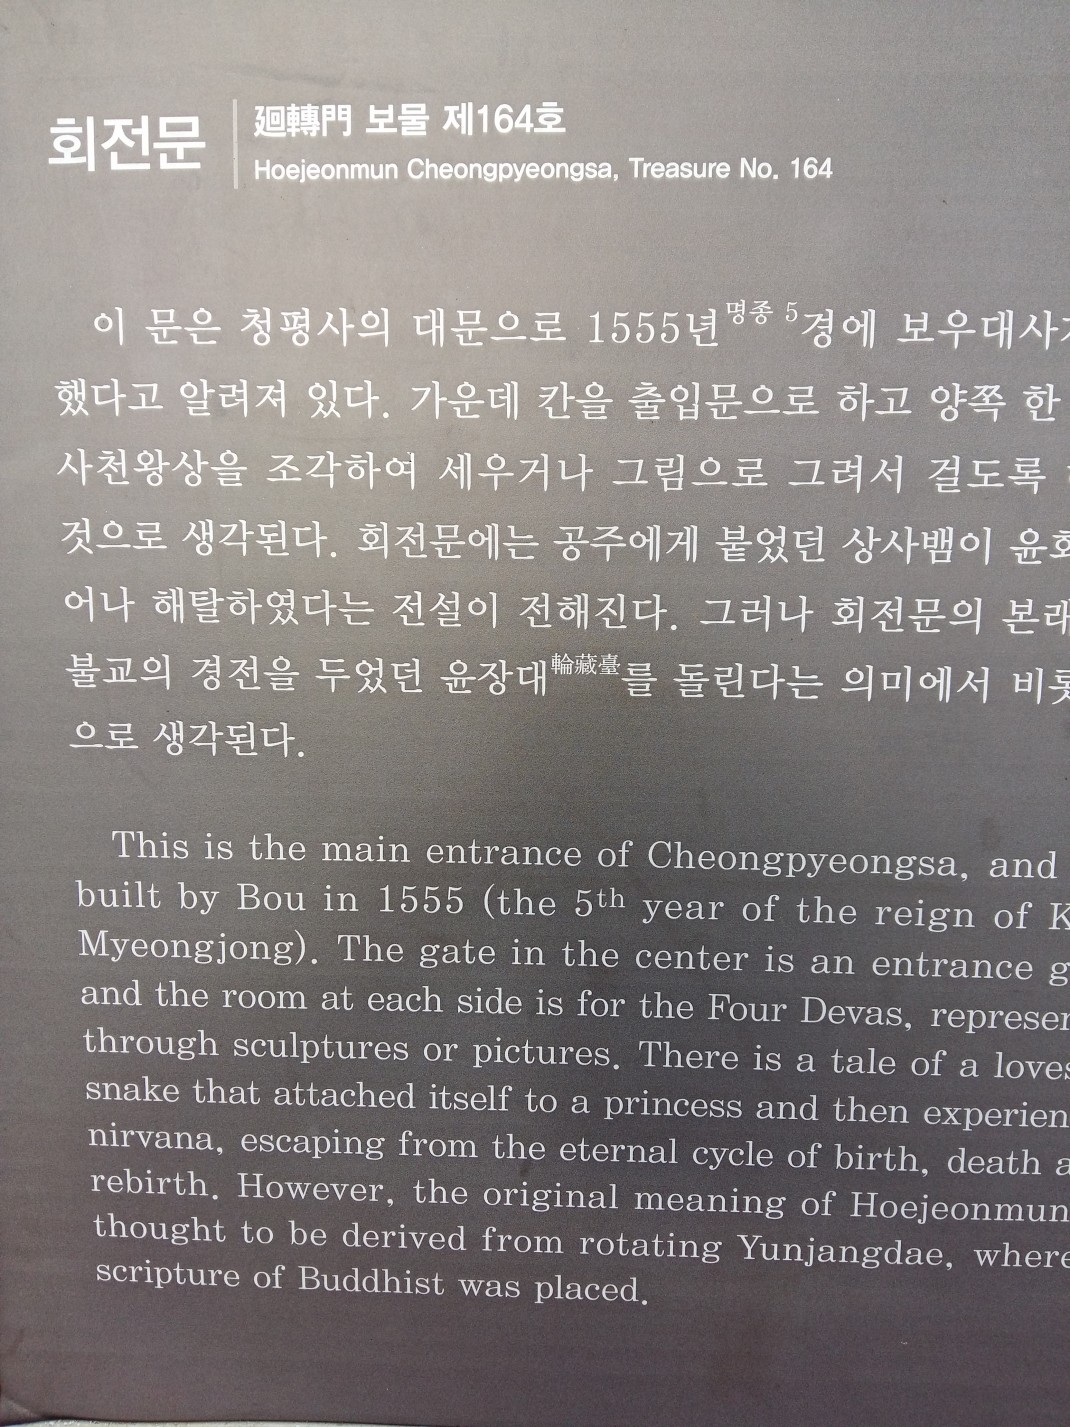 회전문
廻轉門 보물 제164호
Hoejeonmun Cheongpyeongsa, Treasure No. 164
이 문은 청평사의 대문으로 1555년명종 5경에 보우대사가
했다고 알려져 있다. 가운데 칸을 출입문으로 하고 양쪽 한
사천왕상을 조각하여 세우거나 그림으로 그려서 걸도록
것으로 생각된다. 회전문에는 공주에게 붙었던 상사뱀이 윤회
어나 해탈하였다는 전설이 전해진다. 그러나 회전문의 본래
불교의 경전을 두었던 윤장대輪藏臺를 돌린다는 의미에서 비롯
으로 생각된다.
This is the main entrance of Cheongpyeongsa, and
built by Bou in 1555 (the 5th year of the reign of K
Myeongjong). The gate in the center is an entrance g
and the room at each side is for the Four Devas, represen
through sculptures or pictures. There is a tale of a loves
snake that attached itself to a princess and then experien
nirvana, escaping from the eternal cycle of birth, death a
rebirth. However, the original meaning of Hoejeonmun
thought to be derived from rotating Yunjangdae, where
scripture of Buddhist was placed.